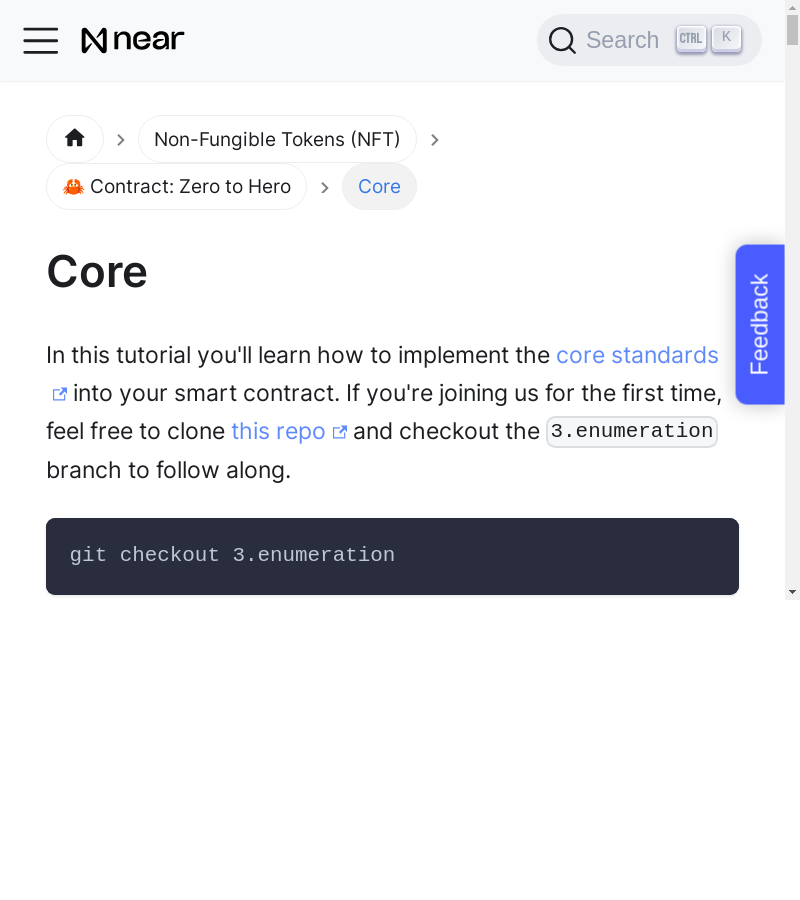 near
Search CTRL K
Non-Fungible Tokens (NFT)
🦀 Contract: Zero to Hero
Core
Core
Feedback
In this tutorial you'll learn how to implement the core standards
into your smart contract. If you're joining us for the first time,
feel free to clone this repo and checkout the 3.enumeration
branch to follow along.
git checkout 3.enumeration